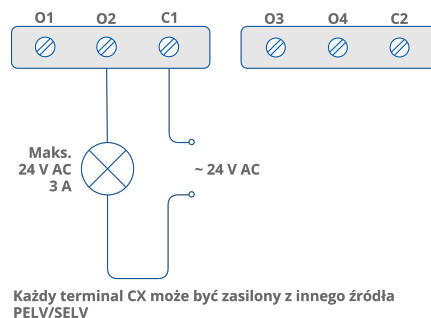 O1 O2 C1 O3 O4 C2
Maks.
24 V AC
3 A
~ 24 V AC
Każdy terminal CX może być zasilony z innego źródła
PELV/SELV